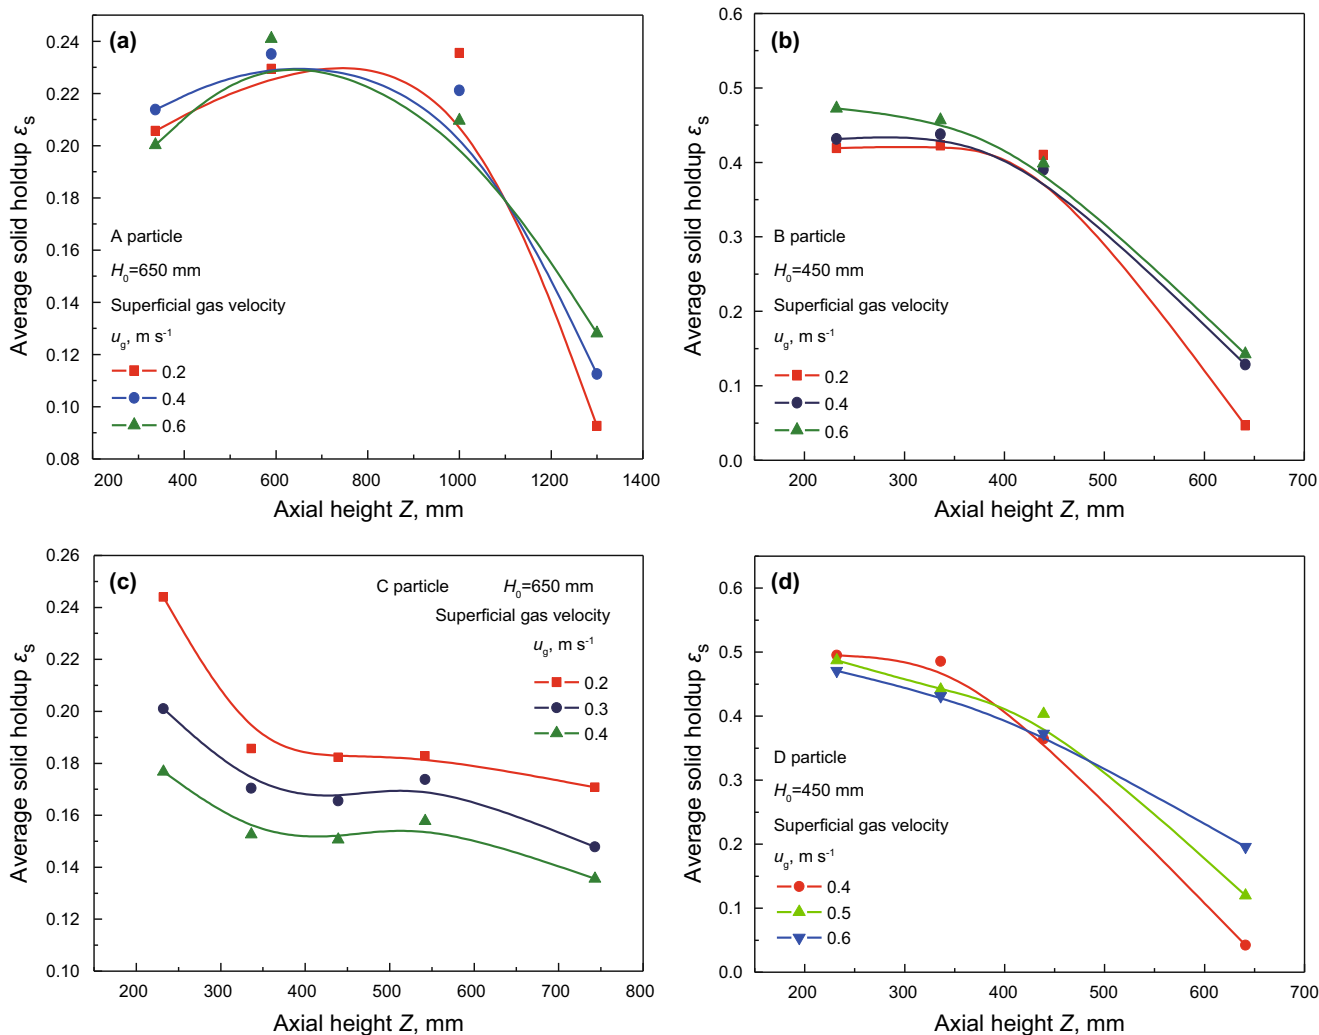 (a)
Average solid holdup εs
0.24
0.22
0.20
0.18
0.16
0.14
0.12
0.10
0.08
A particle
H0=650 mm
Superficial gas velocity
ug, m s-1
0.2
0.4
0.6
400 600 800 1000 1200 1400
Axial height Z, mm
(b)
Average solid holdup εs
0.6
0.5
0.4
0.3
0.2
0.1
0.0
B particle
H0=450 mm
Superficial gas velocity
ug, m s-1
0.2
0.4
0.6
200 300 400 500 600 700
Axial height Z, mm
(c)
Average solid holdup εs
0.26
0.24
0.22
0.20
0.18
0.16
0.14
0.12
0.10
C particle H0=650 mm
Superficial gas velocity
ug, m s-1
0.2
0.3
0.4
200 300 400 500 600 700 800
Axial height Z, mm
(d)
Average solid holdup εs
0.6
0.5
0.4
0.3
0.2
0.1
0.0
D particle
H0=450 mm
Superficial gas velocity
ug, m s-1
0.4
0.5
0.6
200 300 400 500 600 700
Axial height Z, mm